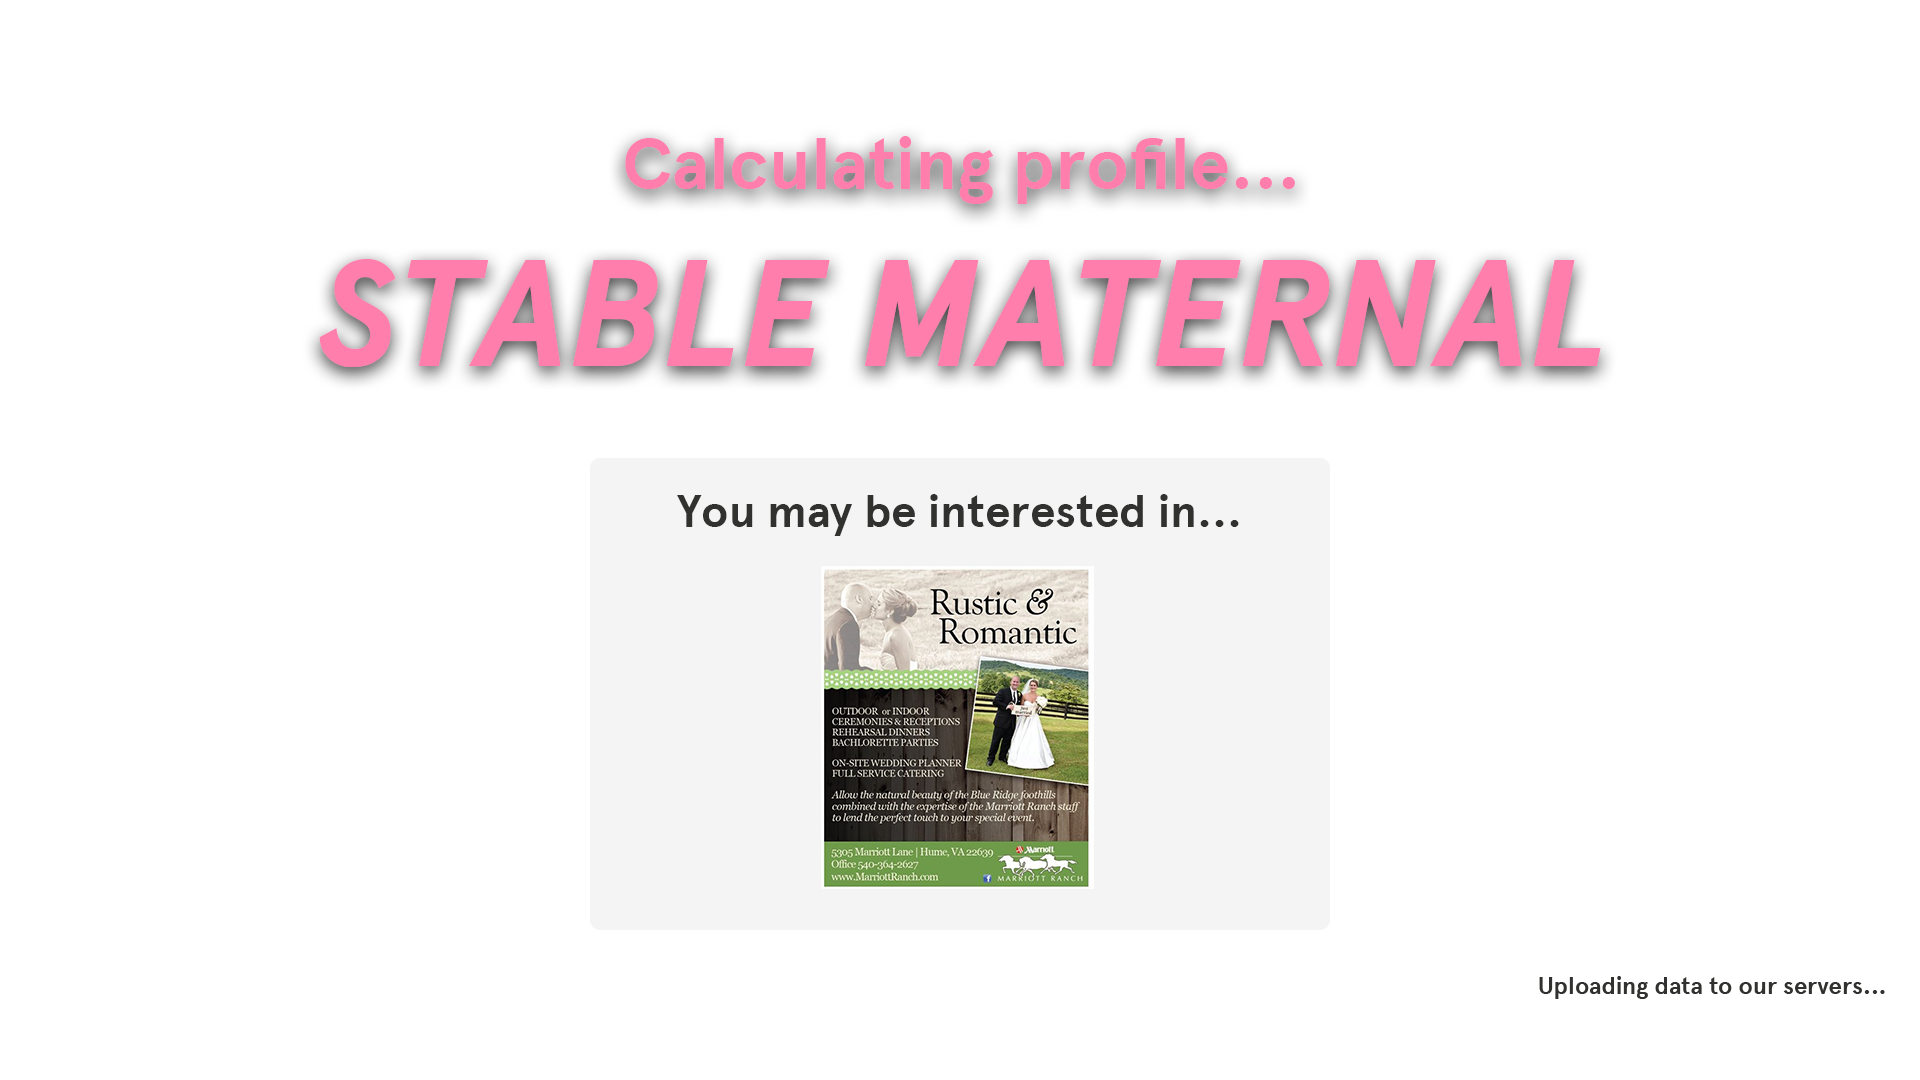 Calculating profile...
STABLE MATERNAL
You may be interested in...
Rustic &
Romantic
OUTDOOR or INDOOR
CEREMONIES & RECEPTIONS
REHEARSAL DINNERS
BACHLORETTE PARTIES
ON-SITE WEDDING PLANNER
FULL SERVICE CATERING
Allow the natural beauty of the Blue Ridge foothills
combined with the expertise of the Marriott Ranch staff
to lend the perfect touch to your special event.
5305 Marriott Lane | Hume, VA 22639
Office 540-364-2627
www.MarriottRanch.com
Marriott
MARRIOTT RANCH
Uploading data to our servers...